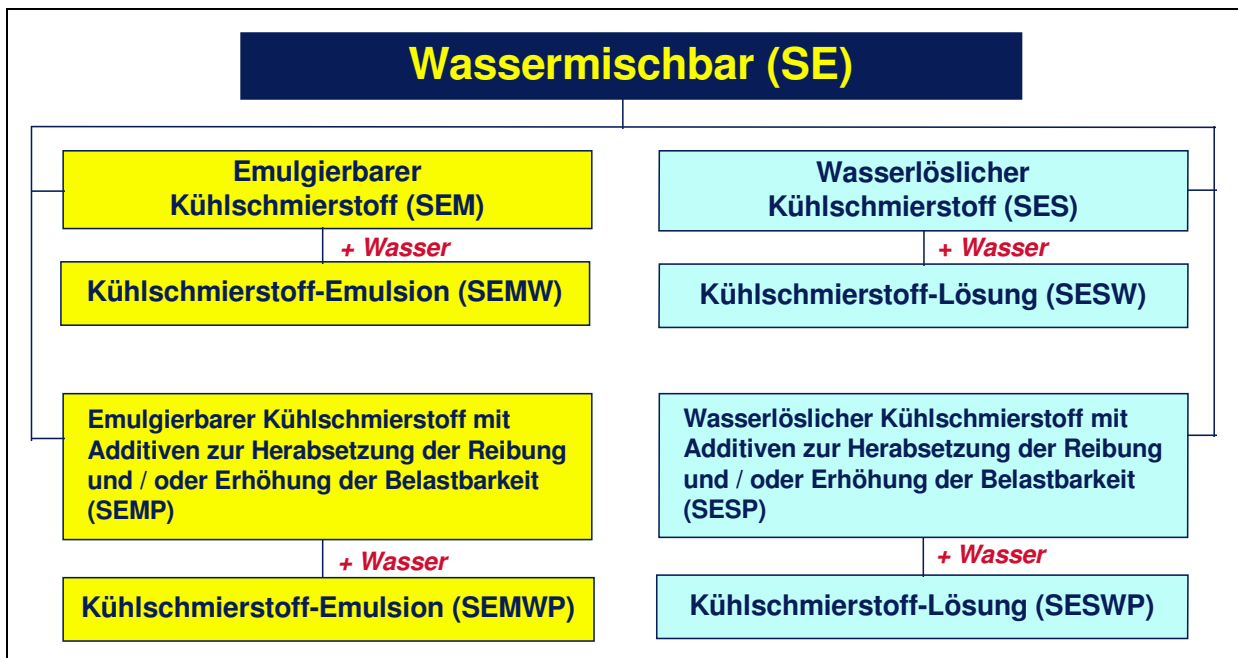 Wassermischbar (SE)
Emulgierbarer
Kühlschmierstoff (SEM)
+ Wasser
Kühlschmierstoff-Emulsion (SEMW)
Emulgierbarer Kühlschmierstoff mit
Additiven zur Herabsetzung der Reibung
und / oder Erhöhung der Belastbarkeit
(SEMP)
+ Wasser
Kühlschmierstoff-Emulsion (SEMWP)
Wasserlöslicher
Kühlschmierstoff (SES)
+ Wasser
Kühlschmierstoff-Lösung (SESW)
Wasserlöslicher Kühlschmierstoff mit
Additiven zur Herabsetzung der Reibung
und / oder Erhöhung der Belastbarkeit
(SESP)
+ Wasser
Kühlschmierstoff-Lösung (SESWP)